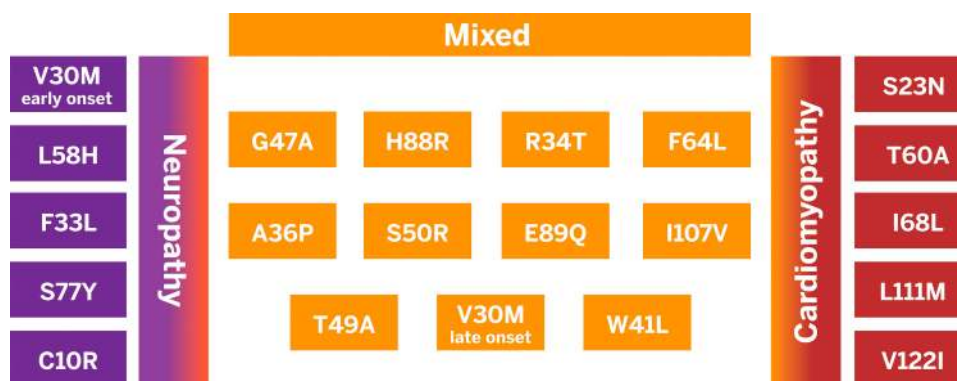 Mixed
V30M
early onset
L58H
F33L
S77Y
C10R
Neuropathy
G47A H88R R34T F64L
A36P S50R E89Q I107V
T49A V30M late onset W41L
Cardiomyopathy
S23N
T60A
I68L
L111M
V122I